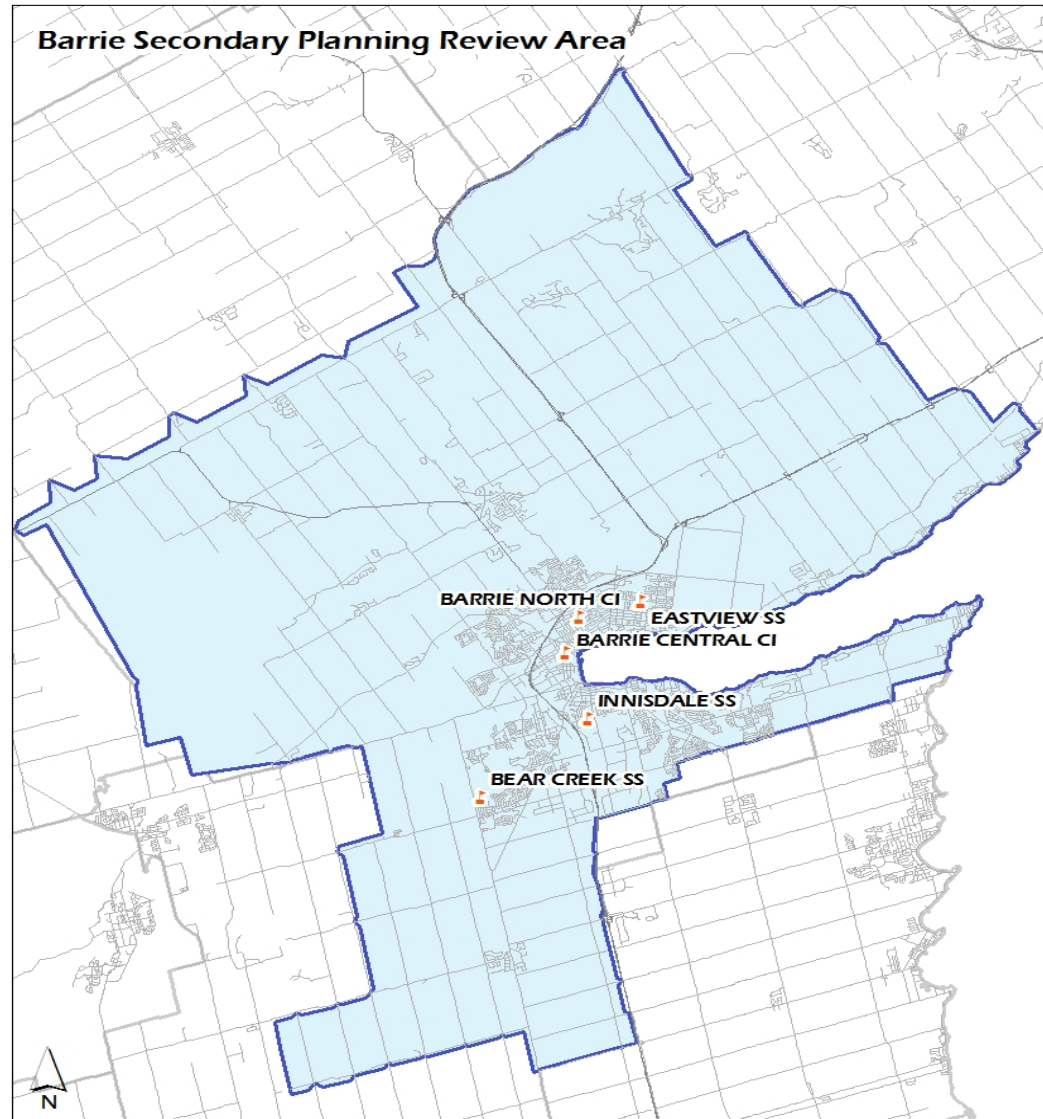 Barrie Secondary Planning Review Area
BARRIE NORTH CI
EASTVIEW SS
BARRIE CENTRAL CI
INNISDALE SS
BEAR CREEK SS
N